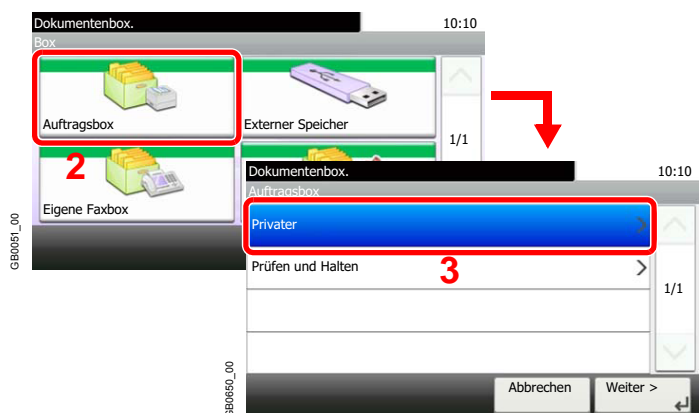 Dokumentenbox. 10:10
Box
Auftragsbox
Externer Speicher
1/1
2
Eigene Faxbox
GB0051_00
Dokumentenbox. 10:10
Auftragsbox
Privater
Prüfen und Halten
3
1/1
Abbrechen
Weiter >
GB0650_00